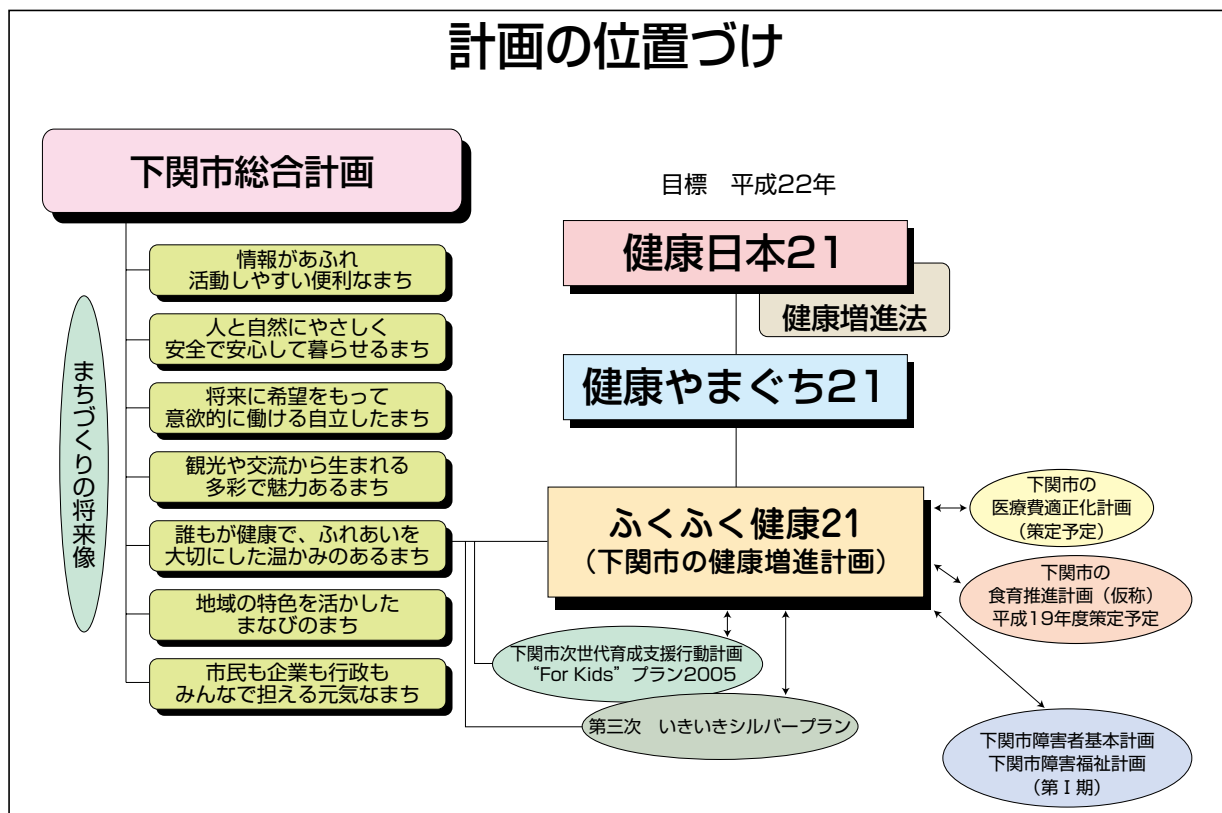 計画の位置づけ
下関市総合計画
まちづくりの将来像
情報があふれ
活動しやすい便利なまち
人と自然にやさしく
安全で安心して暮らせるまち
将来に希望をもって
意欲的に働ける自立したまち
観光や交流から生まれる
多彩で魅力あるまち
誰もが健康で、ふれあいを
大切にした温かみのあるまち
地域の特色を活かした
まなびのまち
市民も企業も行政も
みんなで担える元気なまち
目標　平成22年
健康日本21
健康増進法
健康やまぐち21
ふくふく健康21
（下関市の健康増進計画）
下関市次世代育成支援行動計画
“For Kids”プラン2005
第三次　いきいきシルバープラン
下関市の
医療費適正化計画
（策定予定）
下関市の
食育推進計画（仮称）
平成19年度策定予定
下関市障害者基本計画
下関市障害福祉計画
（第Ⅰ期）